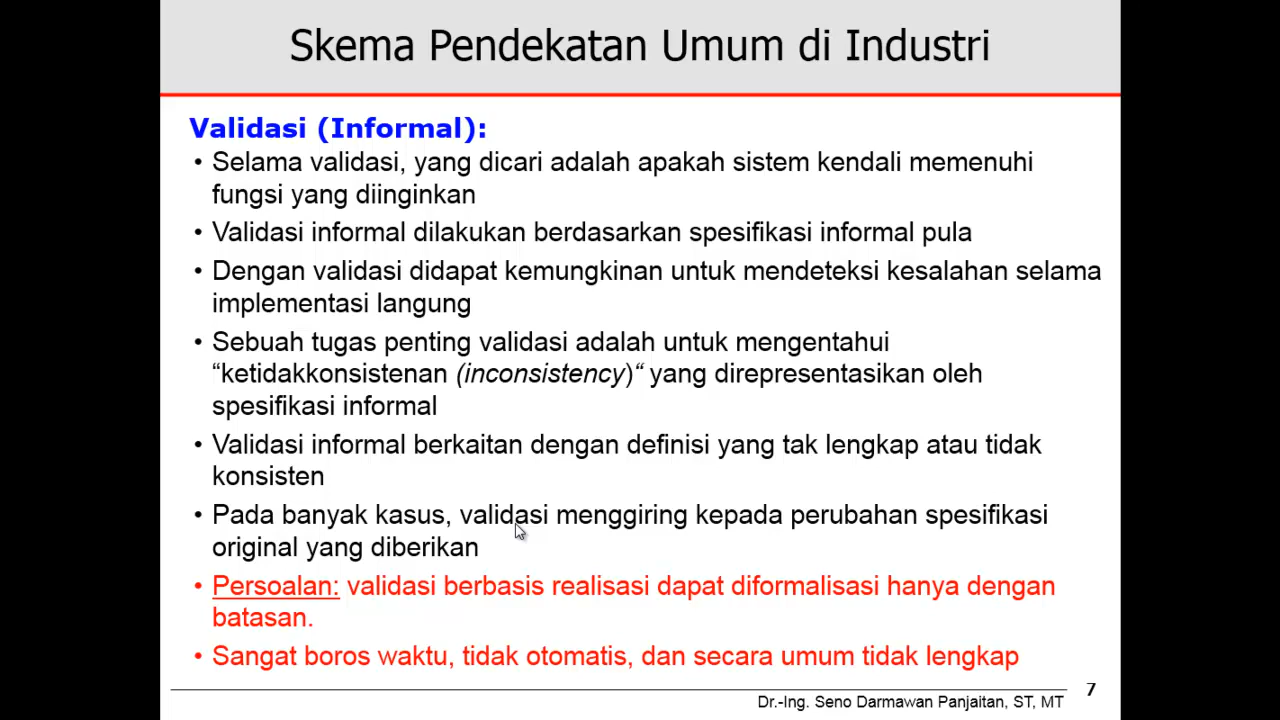 Skema Pendekatan Umum di Industri
Validasi (Informal):
• Selama validasi, yang dicari adalah apakah sistem kendali memenuhi
fungsi yang diinginkan
• Validasi informal dilakukan berdasarkan spesifikasi informal pula
• Dengan validasi didapat kemungkinan untuk mendeteksi kesalahan selama
implementasi langung
• Sebuah tugas penting validasi adalah untuk mengentahui
“ketidakkonsistenan (inconsistency)“ yang direpresentasikan oleh
spesifikasi informal
• Validasi informal berkaitan dengan definisi yang tak lengkap atau tidak
konsisten
• Pada banyak kasus, validasi menggiring kepada perubahan spesifikasi
original yang diberikan
• Persoalan: validasi berbasis realisasi dapat diformalisasi hanya dengan
batasan.
• Sangat boros waktu, tidak otomatis, dan secara umum tidak lengkap
7
Dr.-Ing. Seno Darmawan Panjaitan, ST, MT